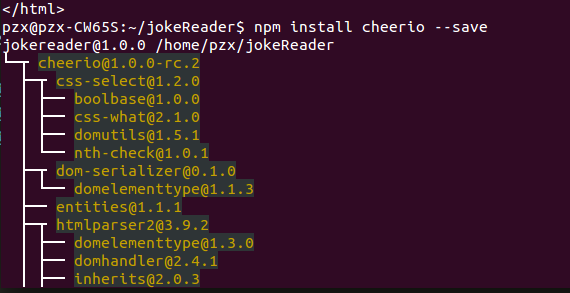 </html>
pzx@pzx-CW65S:~/jokeReader$ npm install cheerio --save
jokereader@1.0.0 /home/pzx/jokeReader
cheerio@1.0.0-rc.2
css-select@1.2.0
boolbase@1.0.0
css-what@2.1.0
domutils@1.5.1
nth-check@1.0.1
dom-serializer@0.1.0
domelementtype@1.1.3
entities@1.1.1
htmlparser2@3.9.2
domelementtype@1.3.0
domhandler@2.4.1
inherits@2.0.3